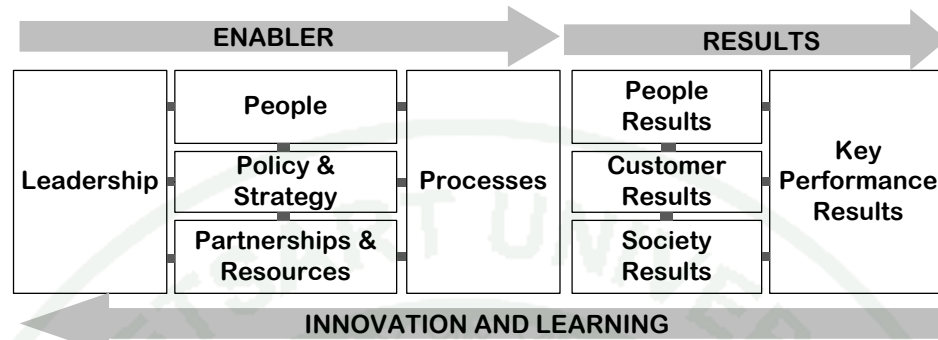 ENABLER
RESULTS
Leadership
People
Policy &
Strategy
Partnerships &
Resources
Processes
People
Results
Customer
Results
Society
Results
Key
Performance
Results
INNOVATION AND LEARNING